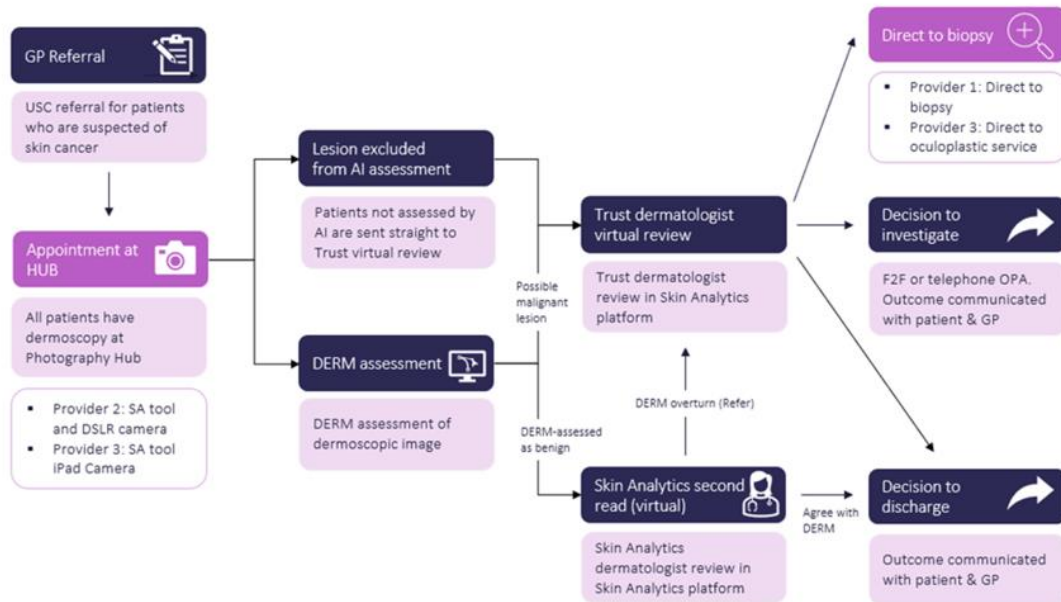 GP Referral
USC referral for patients
who are suspected of
skin cancer
Appointment at
HUB
All patients have
dermoscopy at
Photography Hub
▪ Provider 2: SA tool
and DSLR camera
▪ Provider 3: SA tool
iPad Camera
Lesion excluded
from AI assessment
Patients not assessed by
AI are sent straight to
Trust virtual review
DERM assessment
DERM assessment of
dermoscopic image
Possible
malignant
lesion
DERM-assessed
as benign
Trust dermatologist
virtual review
Trust dermatologist
review in Skin Analytics
platform
DERM overturn (Refer)
Skin Analytics second
read (virtual)
Skin Analytics
dermatologist review in
Skin Analytics platform
Agree with
DERM
Direct to biopsy
▪ Provider 1: Direct to
biopsy
▪ Provider 3: Direct to
oculoplastic service
Decision to
investigate
F2F or telephone OPA.
Outcome communicated
with patient & GP
Decision to
discharge
Outcome communicated
with patient & GP